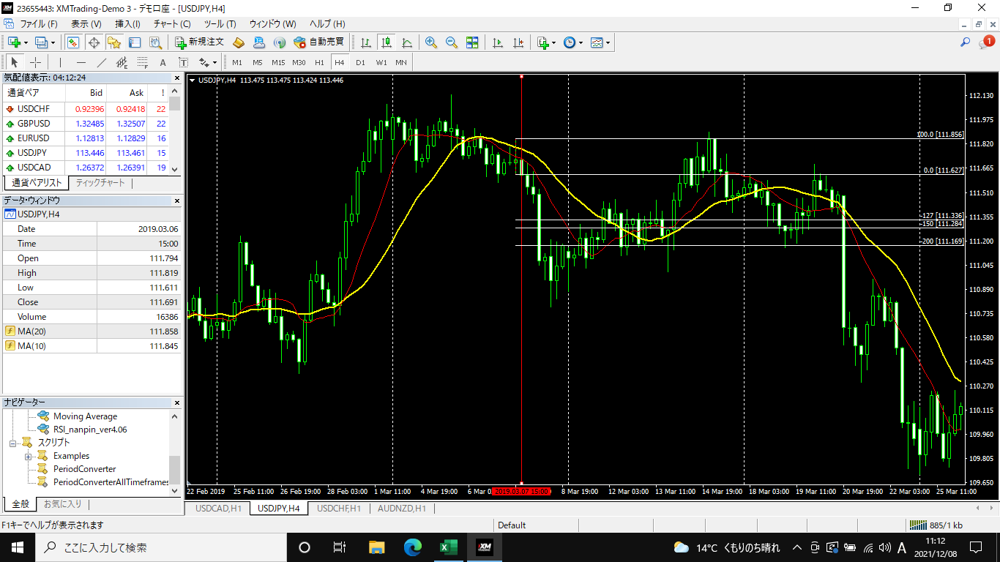 23655443: XMTrading-Demo 3 - デモ口座 - [USDJPY,H4]
ファイル (F) 表示 (V) 挿入(I) チャート (C) ツール (T) ウィンドウ (W) ヘルプ (H)
新規注文 自動売買 1
A T M1 M5 M15 M30 H1 H4 D1 W1 MN
気配値表示: 04:12:24
通貨ペア Bid Ask !
USDCHF 0.92396 0.92418 22
GBPUSD 1.32485 1.32507 22
EURUSD 1.12813 1.12829 16
USDJPY 113.446 113.461 15
USDCAD 1.26372 1.26391 19
通貨ペアリスト ティックチャート
データ・ウィンドウ
USDJPY,H4
Date 2019.03.06
Time 15:00
Open 111.794
High 111.819
Low 111.611
Close 111.691
Volume 16386
MA(20) 111.858
MA(10) 111.845
ナビゲーター
Moving Average
RSI_nanpin_ver4.06
スクリプト
Examples
PeriodConverter
PeriodConverterAllTimeframes
全般 お気に入り
USDJPY,H4 113.475 113.475 113.424 113.446
100.0 [111.856]
0.0 [111.627]
-127 [111.336]
-150 [111.284]
-200 [111.169]
112.130
111.975
111.820
111.665
111.510
111.355
111.200
111.045
110.890
110.735
110.580
110.425
110.270
110.115
109.960
109.805
109.650
22 Feb 2019 25 Feb 11:00 26 Feb 19:00 28 Feb 03:00 1 Mar 11:00 4 Mar 19:00 6 Mar 0 2019.03.07 15:00 8 Mar 19:00 12 Mar 03:00 13 Mar 11:00 14 Mar 19:00 18 Mar 03:00 19 Mar 11:00 20 Mar 19:00 22 Mar 03:00 25 Mar 11:00
USDCAD,H1 USDJPY,H4 USDCHF,H1 AUDNZD,H1
F1キーでヘルプが表示されます Default 885/1 kb
ここに入力して検索 XM 14°C くもりのち晴れ A 11:12
2021/12/08